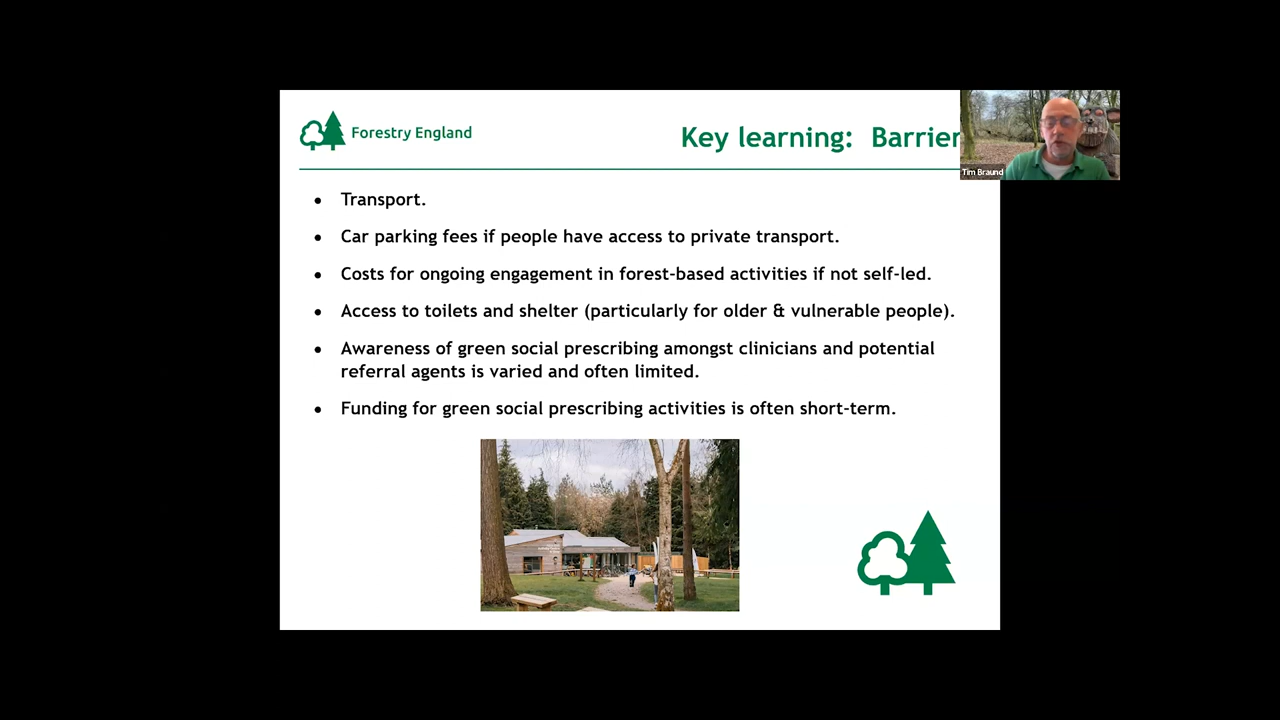 Forestry England
Key learning: Barrier
Tim Braund
• Transport.
• Car parking fees if people have access to private transport.
• Costs for ongoing engagement in forest-based activities if not self-led.
• Access to toilets and shelter (particularly for older & vulnerable people).
• Awareness of green social prescribing amongst clinicians and potential
referral agents is varied and often limited.
• Funding for green social prescribing activities is often short-term.